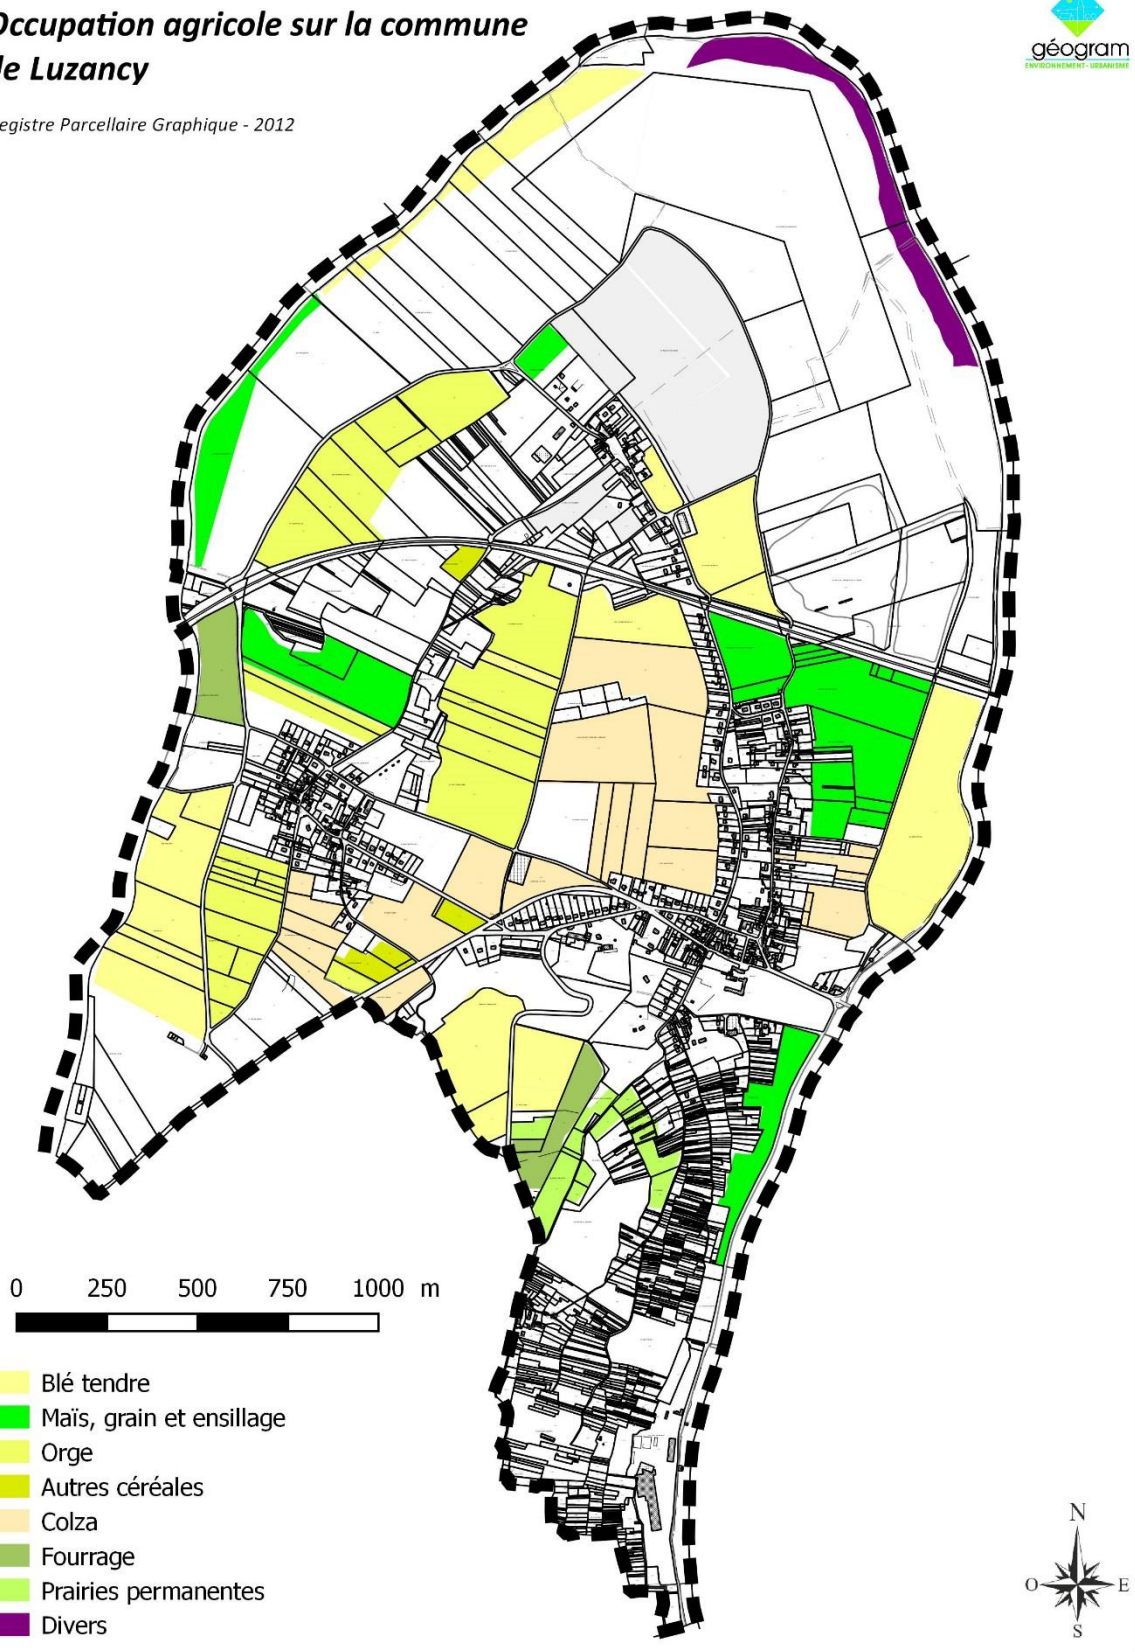 Occupation agricole sur la commune
de Luzancy
egistre Parcellaire Graphique - 2012
géogram
ENVIRONNEMENT - URBANISME
0 250 500 750 1000 m
Blé tendre
Maïs, grain et ensillage
Orge
Autres céréales
Colza
Fourrage
Prairies permanentes
Divers
N
O E
S